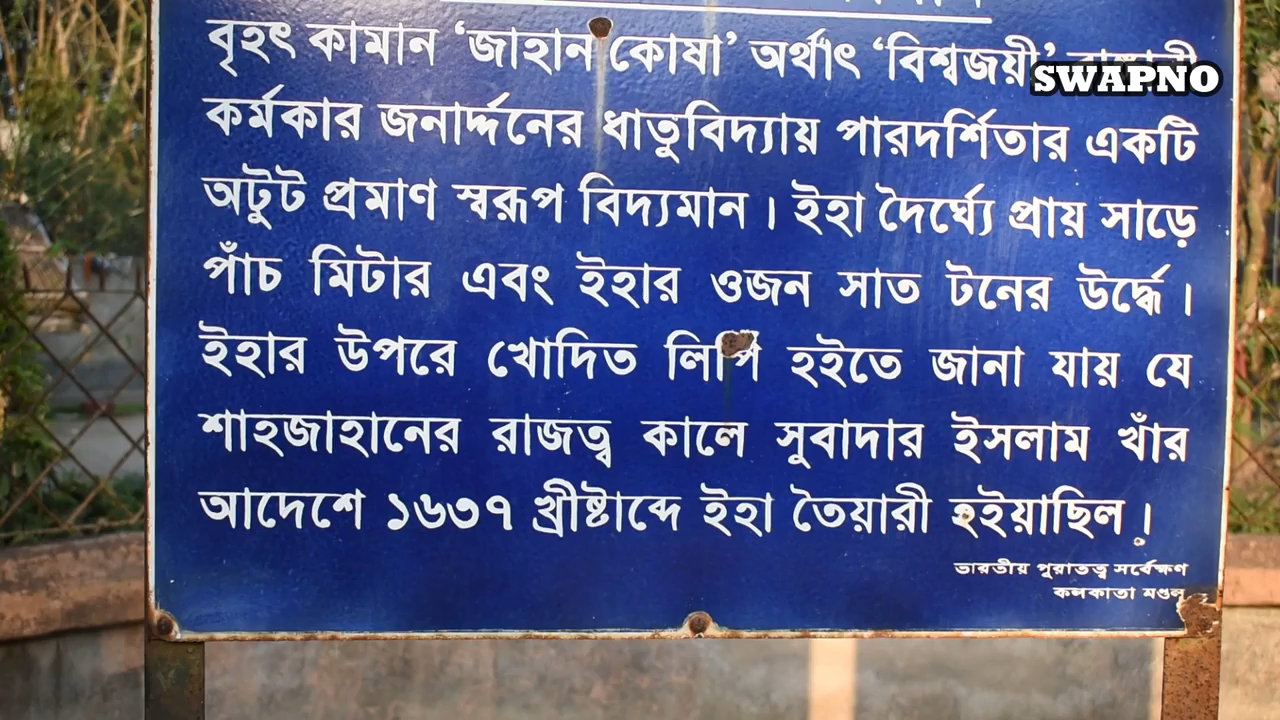 বৃহৎ কামান ‘জাহান কোষা’ অর্থাৎ ‘বিশ্বজয়ী’
SWAPNO
কর্মকার জনার্দ্দনের ধাতুবিদ্যায় পারদর্শিতার একটি
অটুট প্রমাণ স্বরূপ বিদ্যমান। ইহা দৈর্ঘ্যে প্রায় সাড়ে
পাঁচ মিটার এবং ইহার ওজন সাত টনের উর্দ্ধে।
ইহার উপরে খোদিত লিপি হইতে জানা যায় যে
শাহজাহানের রাজত্ব কালে সুবাদার ইসলাম খাঁর
আদেশে ১৬৩৭ খ্রীষ্টাব্দে ইহা তৈয়ারী হইয়াছিল।
ভারতীয় পুরাতত্ত্ব সর্বেক্ষণ
কলকাতা মণ্ডল